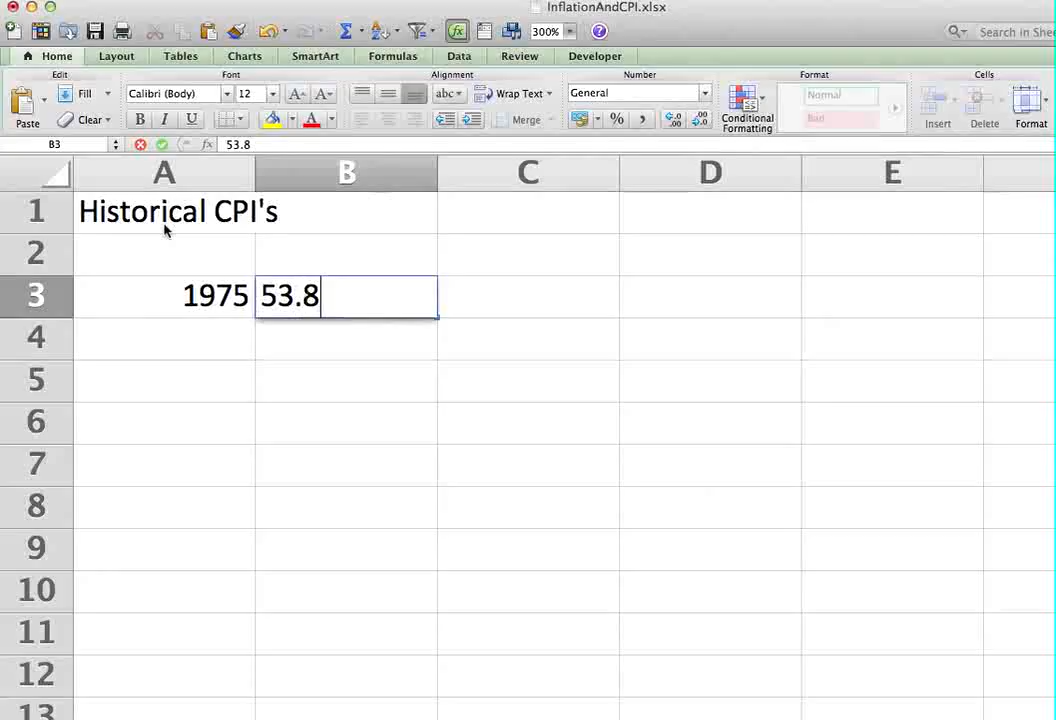 InflationAndCPI.xlsx
300%
Search in Shee
Home Layout Tables Charts SmartArt Formulas Data Review Developer
Edit Font Alignment Number Format Cells
Fill Calibri (Body) 12 abc Wrap Text General Normal
Paste Clear B I U A Merge % Conditional Formatting Bad Insert Delete Format
B3 fx 53.8
A B C D E
1 Historical CPI's
2
3 1975 53.8
4
5
6
7
8
9
10
11
12
13